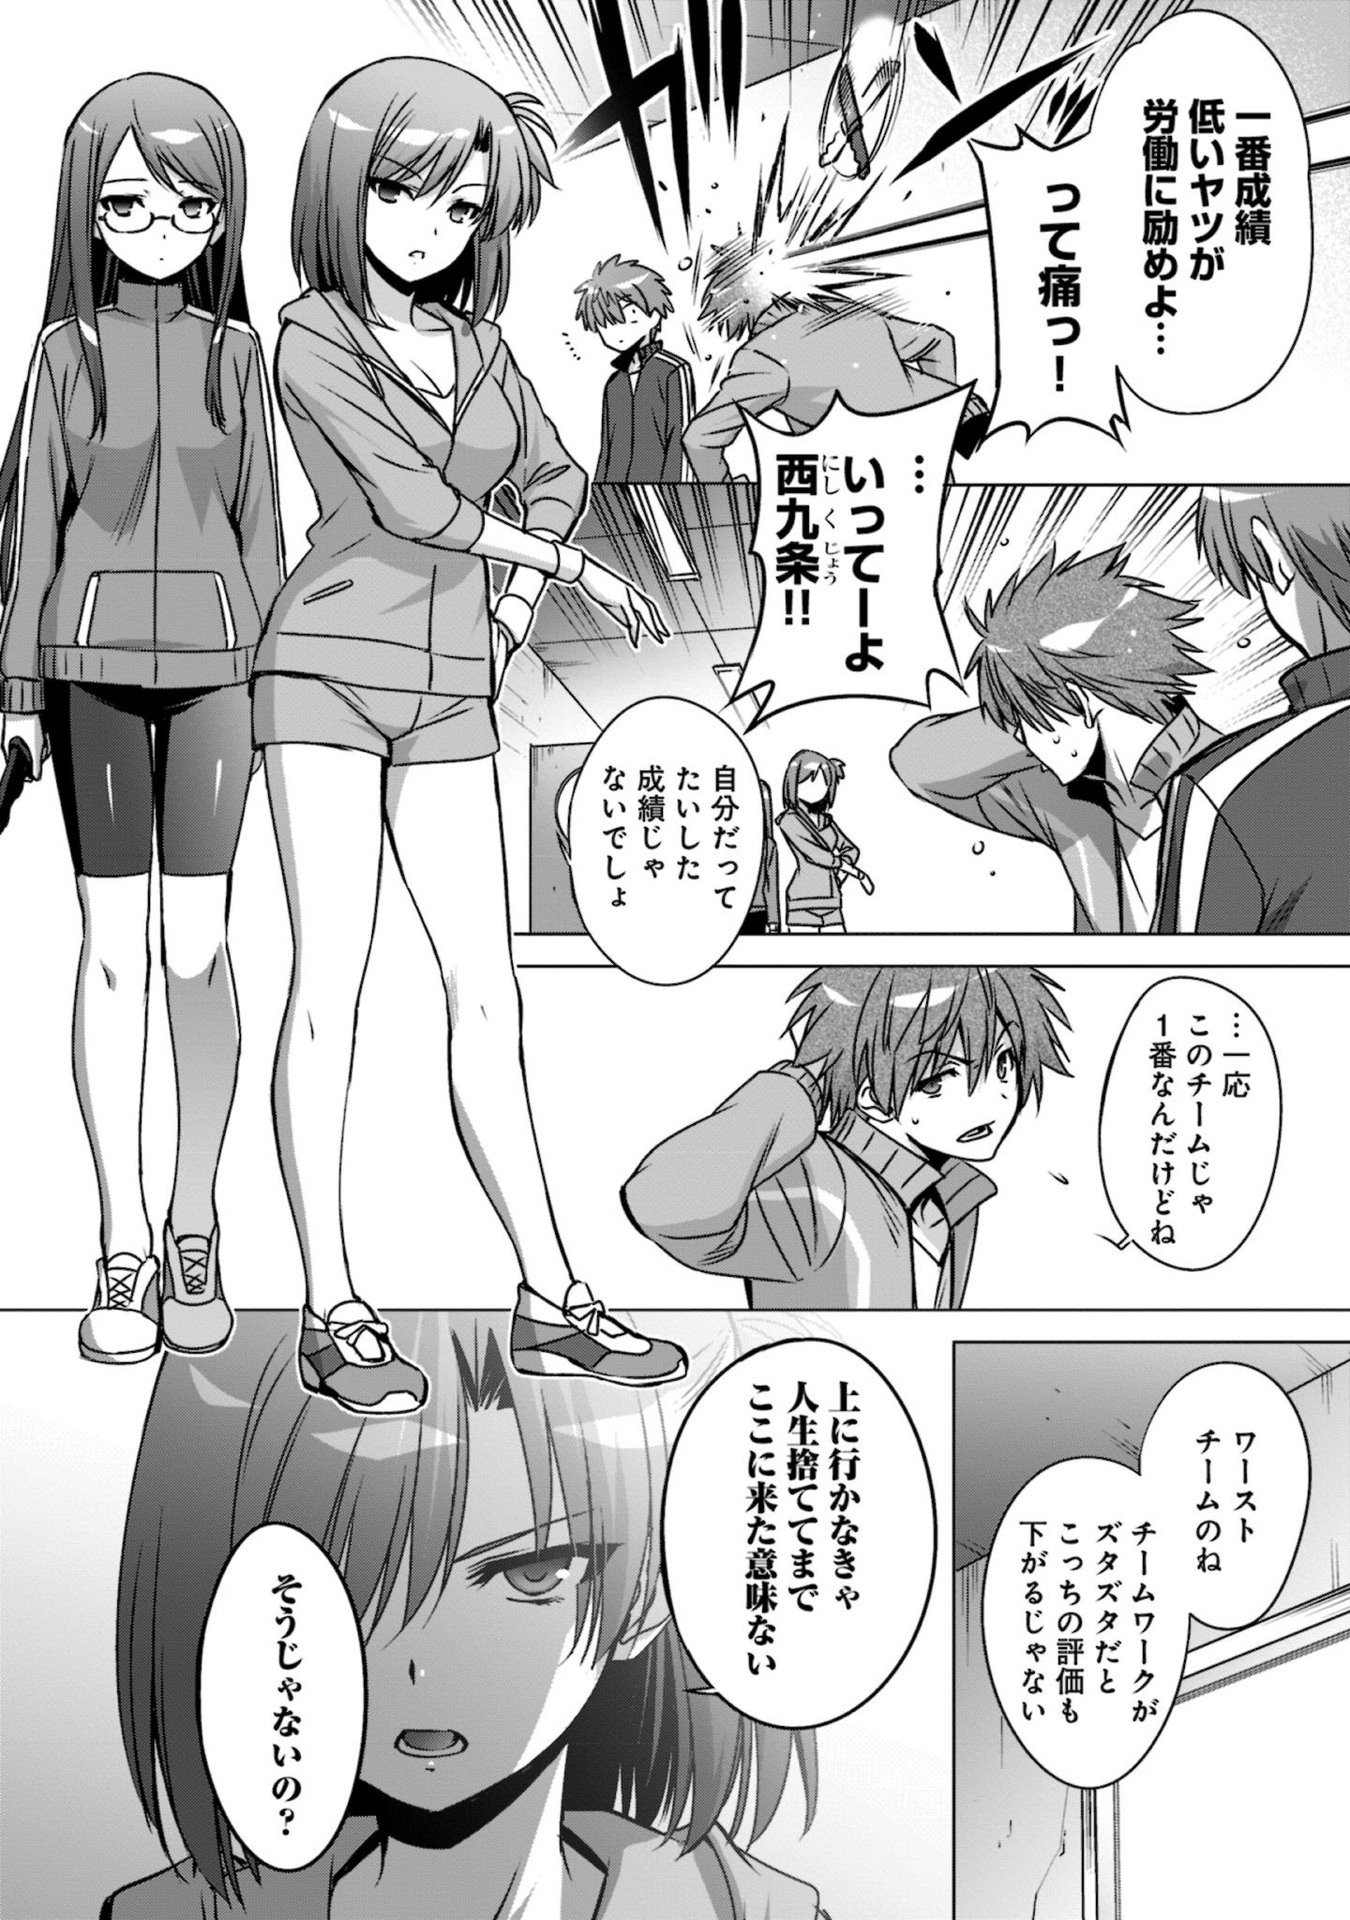 一番成績
低いヤツが
労働に励めよ…
って痛っ！
…
いってーよ
西九条!!
にしくじょう
自分だって
たいした
成績じゃ
ないでしょ
…一応
このチームじゃ
1番なんだけどね
ワースト
チームのね
チームワークが
ズタズタだと
こっちの評価も
下がるじゃない
上に行かなきゃ
人生捨ててまで
ここに来た意味ない
そうじゃないの？